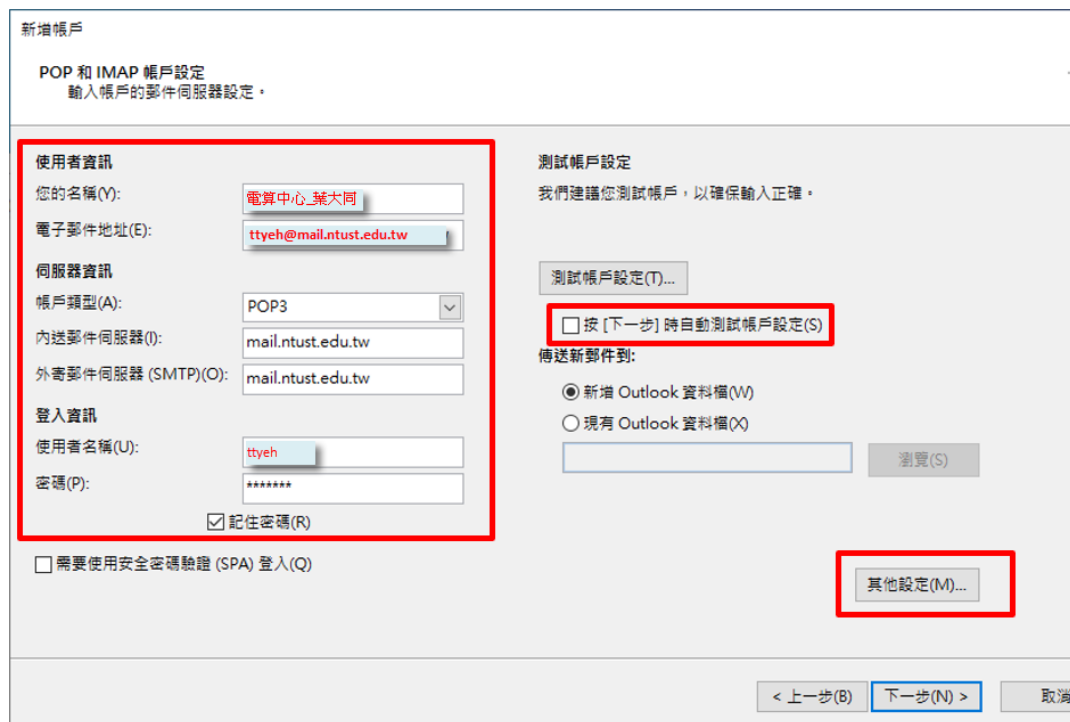 新增帳戶
POP 和 IMAP 帳戶設定
輸入帳戶的郵件伺服器設定。
使用者資訊
您的名稱(Y):
電算中心_葉大同
電子郵件地址(E):
ttyeh@mail.ntust.edu.tw
伺服器資訊
帳戶類型(A):
POP3
內送郵件伺服器(I):
mail.ntust.edu.tw
外寄郵件伺服器 (SMTP)(O):
mail.ntust.edu.tw
登入資訊
使用者名稱(U):
ttyeh
密碼(P):
*******
記住密碼(R)
需要使用安全密碼驗證 (SPA) 登入(Q)
測試帳戶設定
我們建議您測試帳戶，以確保輸入正確。
測試帳戶設定(T)...
按 [下一步] 時自動測試帳戶設定(S)
傳送新郵件到:
新增 Outlook 資料檔(W)
現有 Outlook 資料檔(X)
瀏覽(S)
其他設定(M)...
< 上一步(B)
下一步(N) >
取消